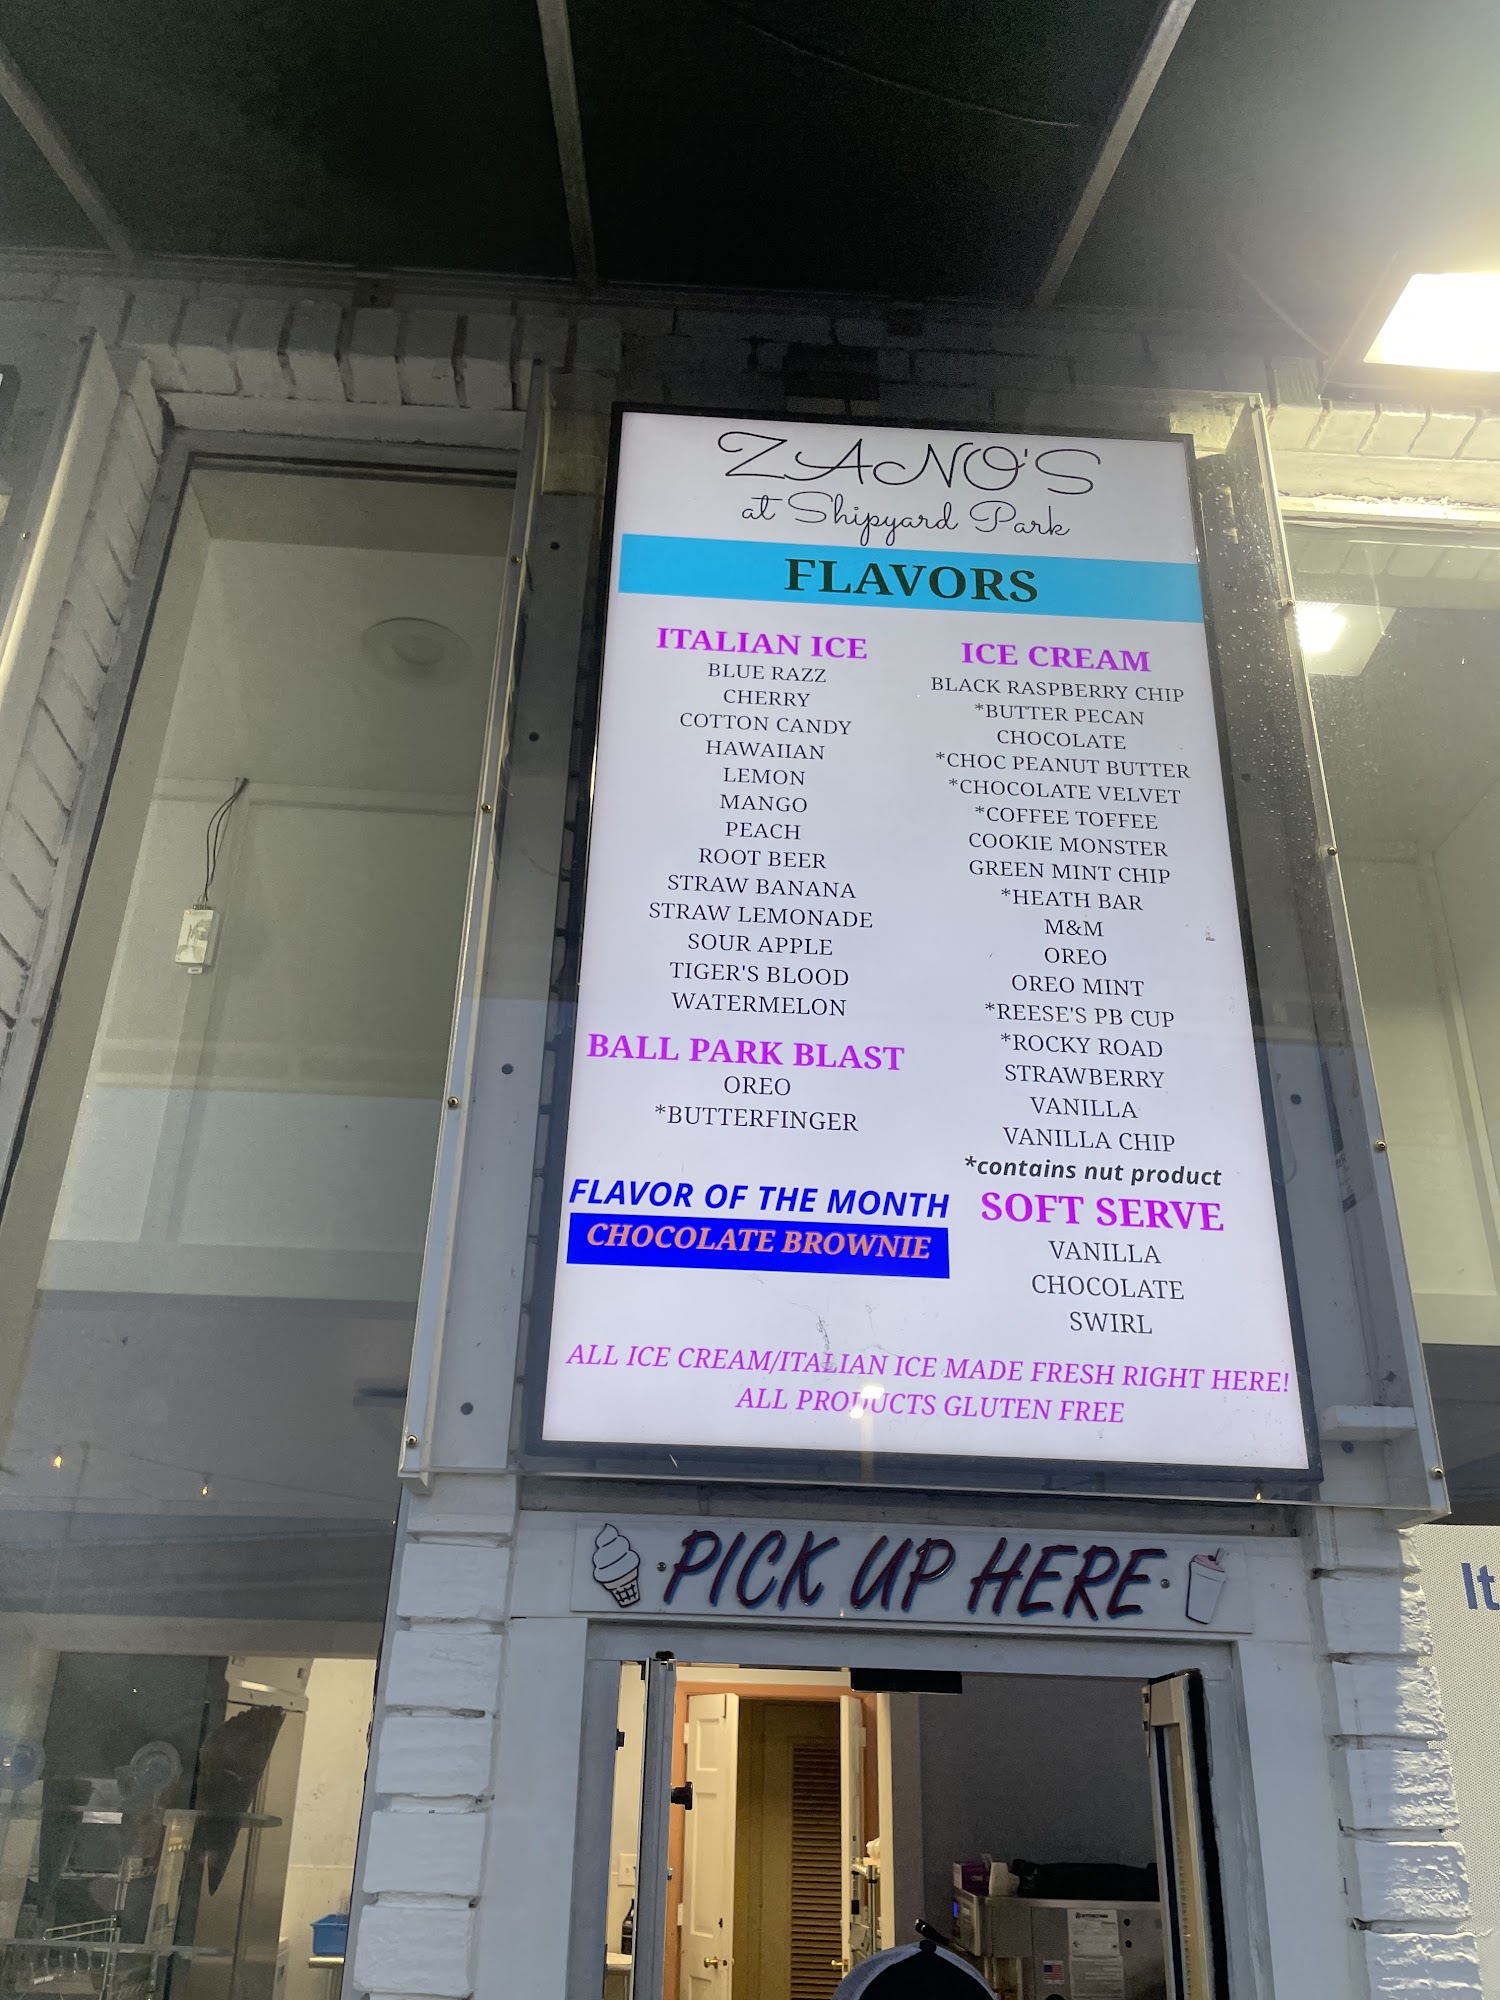 ZANO'S
at Shipyard Park
FLAVORS
ITALIAN ICE
BLUE RAZZ
CHERRY
COTTON CANDY
HAWAIIAN
LEMON
MANGO
PEACH
ROOT BEER
STRAW BANANA
STRAW LEMONADE
SOUR APPLE
TIGER'S BLOOD
WATERMELON
BALL PARK BLAST
OREO
*BUTTERFINGER
FLAVOR OF THE MONTH
CHOCOLATE BROWNIE
ICE CREAM
BLACK RASPBERRY CHIP
*BUTTER PECAN
CHOCOLATE
*CHOC PEANUT BUTTER
*CHOCOLATE VELVET
*COFFEE TOFFEE
COOKIE MONSTER
GREEN MINT CHIP
*HEATH BAR
M&M
OREO
OREO MINT
*REESE'S PB CUP
*ROCKY ROAD
STRAWBERRY
VANILLA
VANILLA CHIP
*contains nut product
SOFT SERVE
VANILLA
CHOCOLATE
SWIRL
ALL ICE CREAM/ITALIAN ICE MADE FRESH RIGHT HERE!
ALL PRODUCTS GLUTEN FREE
PICK UP HERE
It